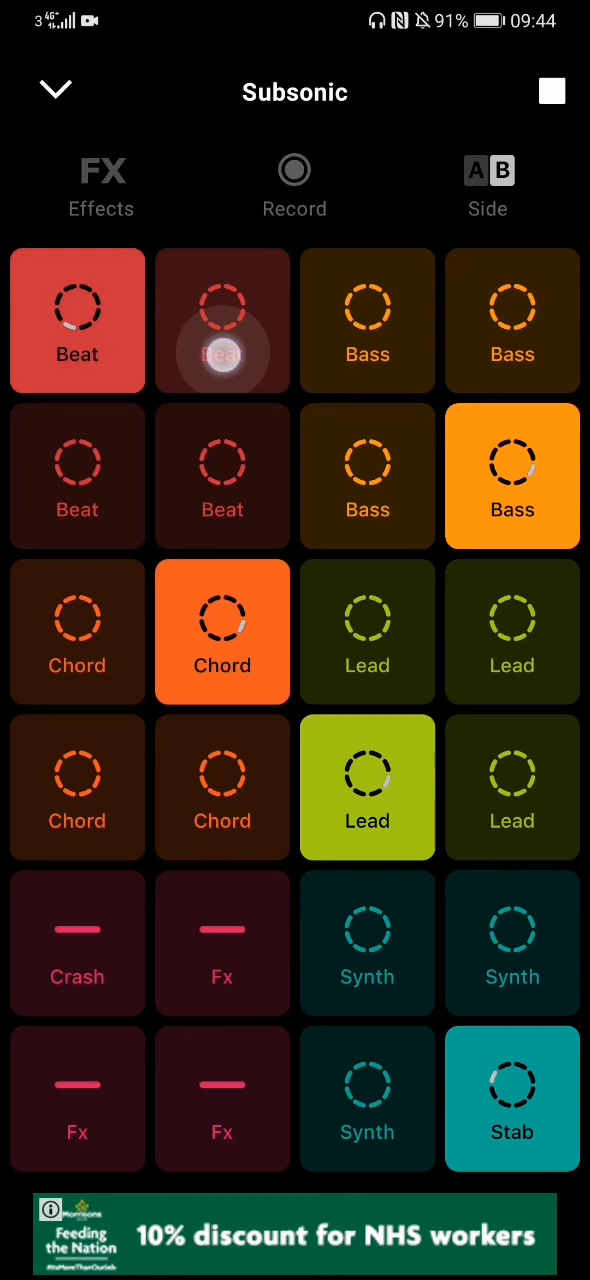 3 4G+ 91% 09:44
Subsonic
FX A B
Effects Record Side
Beat Beat Bass Bass
Beat Beat Bass Bass
Chord Chord Lead Lead
Chord Chord Lead Lead
Crash Fx Synth Synth
Fx Fx Synth Stab
Morrisons
Feeding
the Nation
#ItsMoreThanOurJob
10% discount for NHS workers